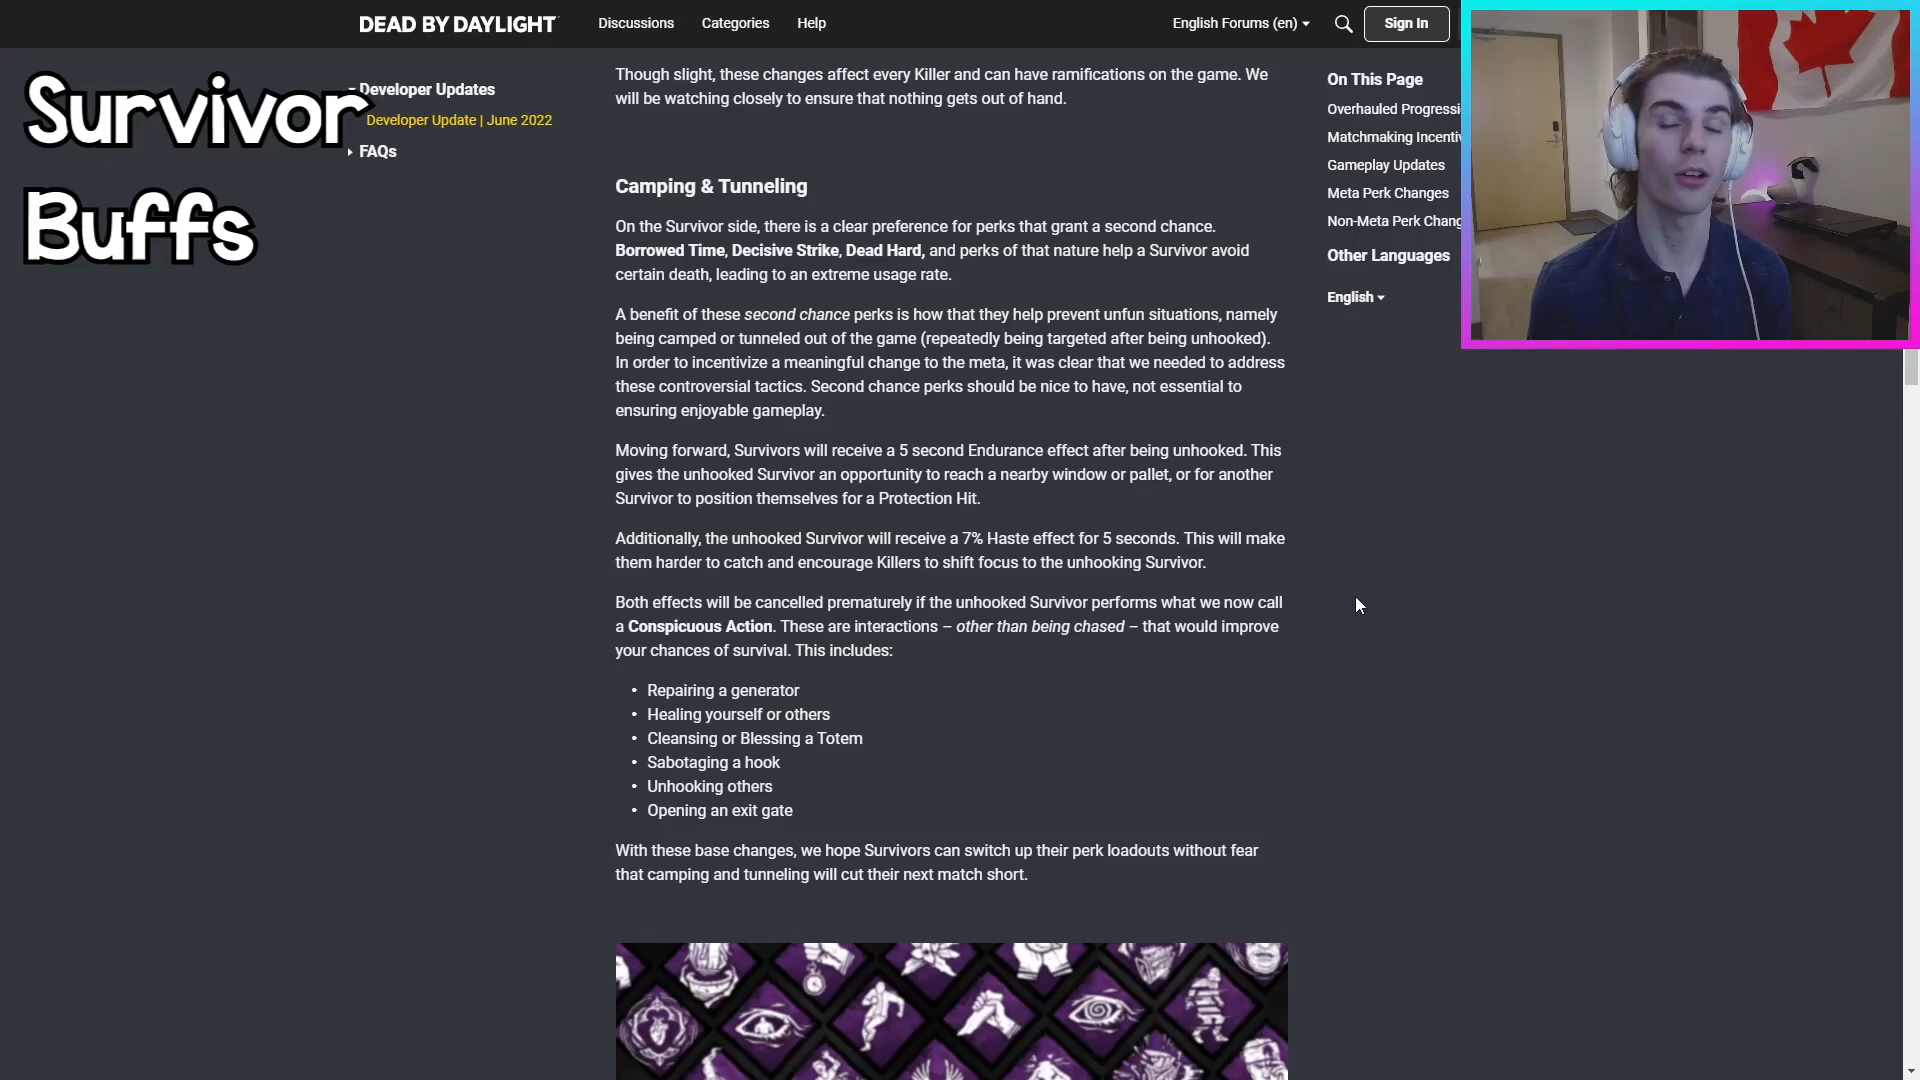 DEAD BY DAYLIGHT
Discussions
Categories
Help
English Forums (en)
Sign In
Survivor
Buffs
Developer Updates
Developer Update | June 2022
FAQs
Though slight, these changes affect every Killer and can have ramifications on the game. We
will be watching closely to ensure that nothing gets out of hand.
Camping & Tunneling
On the Survivor side, there is a clear preference for perks that grant a second chance.
Borrowed Time, Decisive Strike, Dead Hard, and perks of that nature help a Survivor avoid
certain death, leading to an extreme usage rate.
A benefit of these second chance perks is how that they help prevent unfun situations, namely
being camped or tunneled out of the game (repeatedly being targeted after being unhooked).
In order to incentivize a meaningful change to the meta, it was clear that we needed to address
these controversial tactics. Second chance perks should be nice to have, not essential to
ensuring enjoyable gameplay.
Moving forward, Survivors will receive a 5 second Endurance effect after being unhooked. This
gives the unhooked Survivor an opportunity to reach a nearby window or pallet, or for another
Survivor to position themselves for a Protection Hit.
Additionally, the unhooked Survivor will receive a 7% Haste effect for 5 seconds. This will make
them harder to catch and encourage Killers to shift focus to the unhooking Survivor.
Both effects will be cancelled prematurely if the unhooked Survivor performs what we now call
a Conspicuous Action. These are interactions – other than being chased – that would improve
your chances of survival. This includes:
• Repairing a generator
• Healing yourself or others
• Cleansing or Blessing a Totem
• Sabotaging a hook
• Unhooking others
• Opening an exit gate
With these base changes, we hope Survivors can switch up their perk loadouts without fear
that camping and tunneling will cut their next match short.
On This Page
Overhauled Progressi
Matchmaking Incentiv
Gameplay Updates
Meta Perk Changes
Non-Meta Perk Chang
Other Languages
English